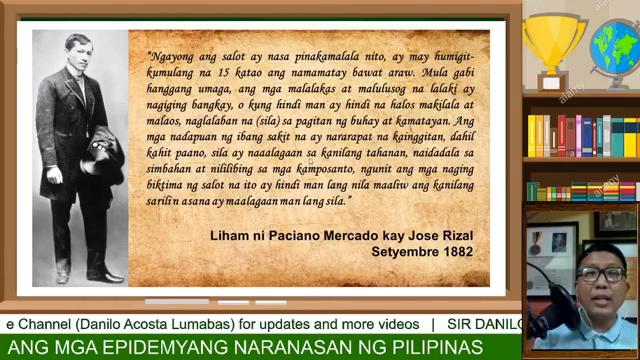 “Ngayong ang salot ay nasa pinakamalala nito, ay may humigit-
kumulang na 15 katao ang namamatay bawat araw. Mula gabi
hanggang umaga, ang mga malalakas at malulusog na lalaki ay
nagiging bangkay, o kung hindi man ay hindi na halos makilala at
malaos, naglalaban na (sila) sa pagitan ng buhay at kamatayan. Ang
mga nadapuan ng ibang sakit na ay nararapat na kainggitan, dahil
kahit paano, sila ay naaalagaan sa kanilang tahanan, naidadala sa
simbahan at nililibing sa mga kamposanto, ngunit ang mga naging
biktima ng salot na ito ay hindi man lang nila maaliw ang kanilang
sarili n asana ay maalagaan man lang sila.”
Liham ni Paciano Mercado kay Jose Rizal
Setyembre 1882
alamy
alamy
alamy
e Channel (Danilo Acosta Lumabas) for updates and more videos | SIR DANILO
ANG MGA EPIDEMYANG NARANASAN NG PILIPINAS